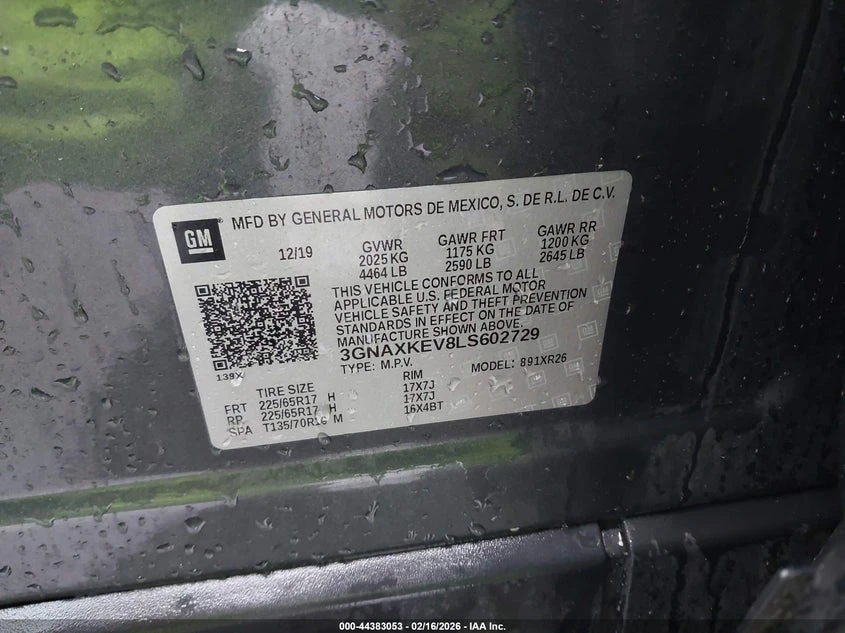 GM
MFD BY GENERAL MOTORS DE MEXICO, S. DE R.L. DE C.V.
12/19
GVWR GAWR FRT GAWR RR
2025 KG 1175 KG 1200 KG
4464 LB 2590 LB 2645 LB
THIS VEHICLE CONFORMS TO ALL
APPLICABLE U.S. FEDERAL MOTOR
VEHICLE SAFETY AND THEFT PREVENTION
STANDARDS IN EFFECT ON THE DATE OF
MANUFACTURE SHOWN ABOVE.
139X
3GNAXKEV8LS602729
TYPE: M.P.V. MODEL: 891XR26
TIRE SIZE RIM
FRT 225/65R17 H 17X7J
RR 225/65R17 H 17X7J
SPA T135/70R16 M 16X4BT
000-44383053 - 02/16/2026 - IAA Inc.